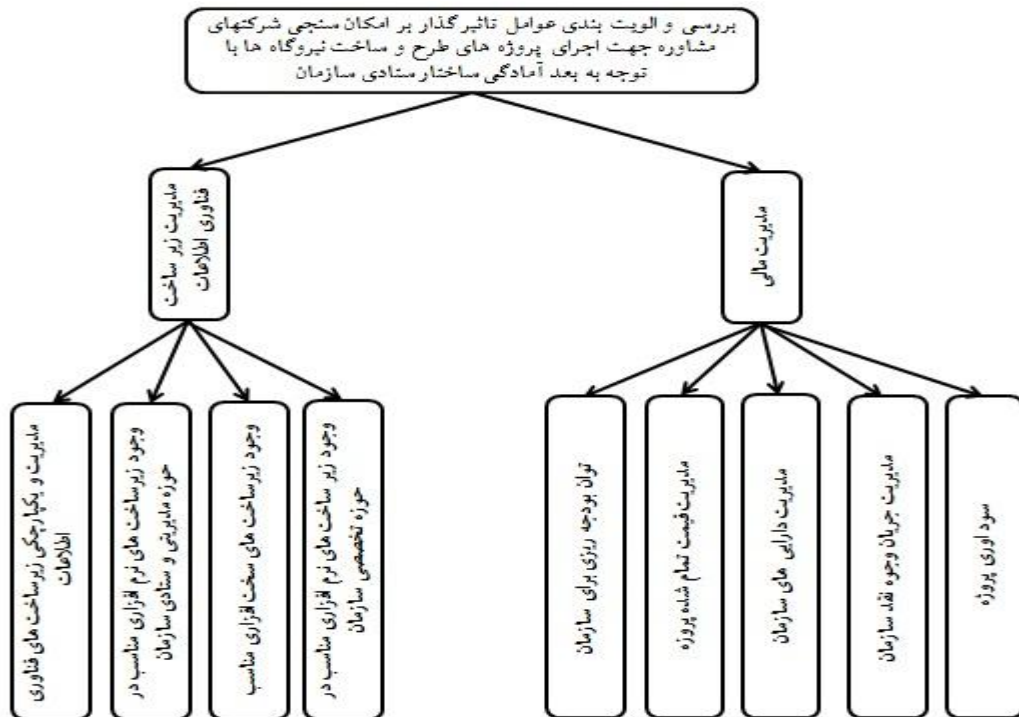 بررسی و الویت بندی عوامل تاثیرگذار بر امکان سنجی شرکتهای
مشاوره جهت اجرای پروژه های طرح و ساخت نیروگاه ها با
توجه به بعد آمادگی ساختار ستادی سازمان
مدیریت مالی
مدیریت زیر ساخت
فناوری اطلاعات
سود اوری پروژه
مدیریت جریان وجوه نقد سازمان
مدیریت دارایی های سازمان
مدیریت قیمت تمام شده پروزه
توان بودجه ریزی برای سازمان
وجود زیر ساخت های نرم افزاری مناسب در
حوزه تخصصی سازمان
وجود زیرساخت های سخت افزاری مناسب
وجود زیرساخت های نرم افزاری مناسب در
حوزه مدیریتی و ستادی سازمان
مدیریت و یکپارچگی زیرساخت های فناوری
اطلاعات